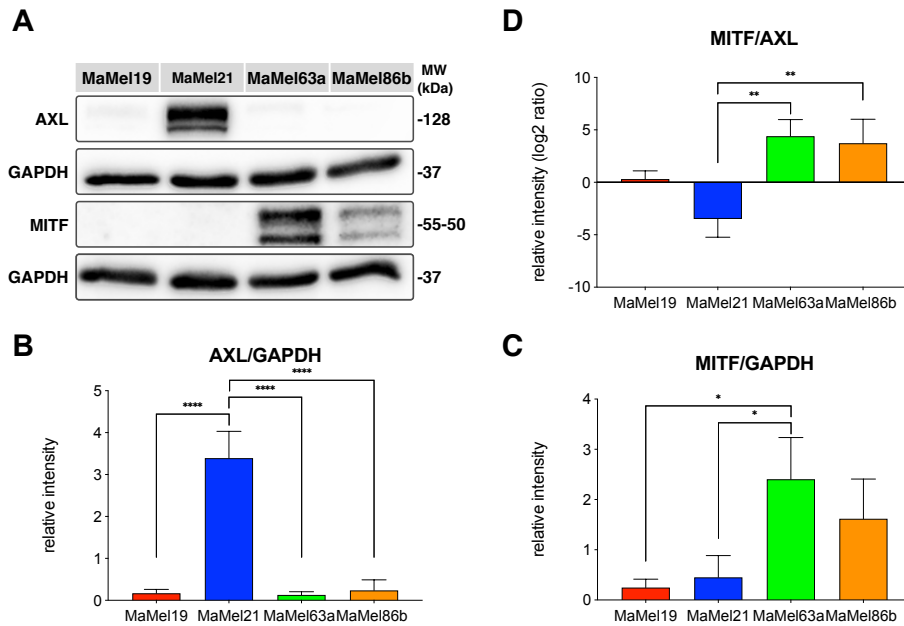 A
MaMel19 MaMel21 MaMel63a MaMel86b MW (kDa)
AXL -128
GAPDH -37
MITF -55-50
GAPDH -37
D
MITF/AXL
relative intensity (log2 ratio)
** **
10
5
0
-5
-10
MaMel19 MaMel21 MaMel63a MaMel86b
B
AXL/GAPDH
relative intensity
****
**** ****
5
4
3
2
1
0
MaMel19 MaMel21 MaMel63a MaMel86b
C
MITF/GAPDH
relative intensity
*
*
4
3
2
1
0
MaMel19 MaMel21 MaMel63a MaMel86b